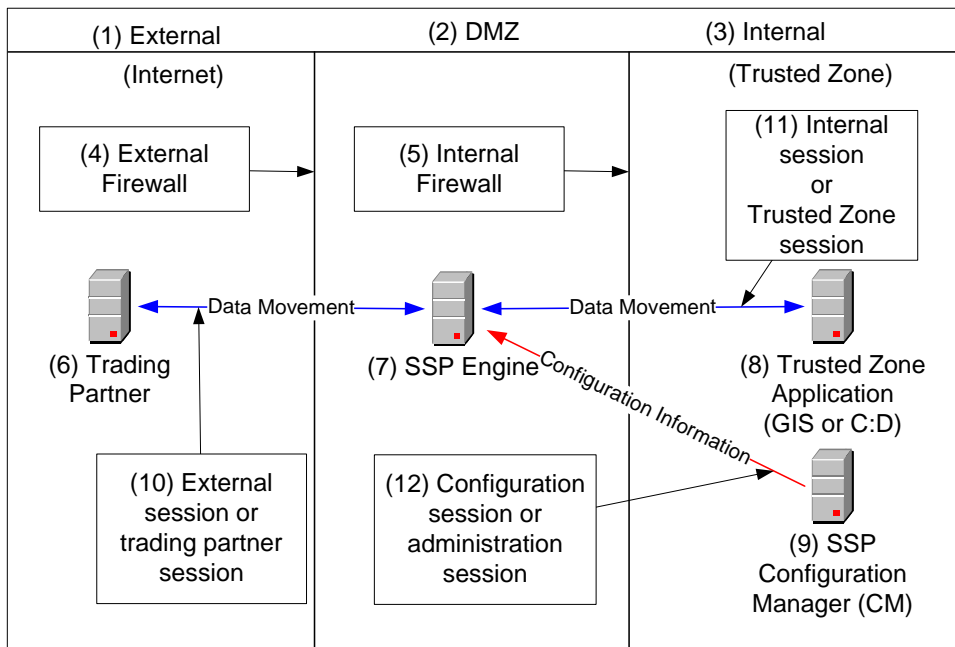 (1) External
(2) DMZ
(3) Internal
(Internet)
(Trusted Zone)
(4) External
Firewall
(5) Internal
Firewall
(11) Internal
session
or
Trusted Zone
session
Data Movement
Data Movement
(6) Trading
Partner
(7) SSP Engine
(8) Trusted Zone
Application
(GIS or C:D)
Configuration Information
(10) External
session or
trading partner
session
(12) Configuration
session or
administration
session
(9) SSP
Configuration
Manager (CM)